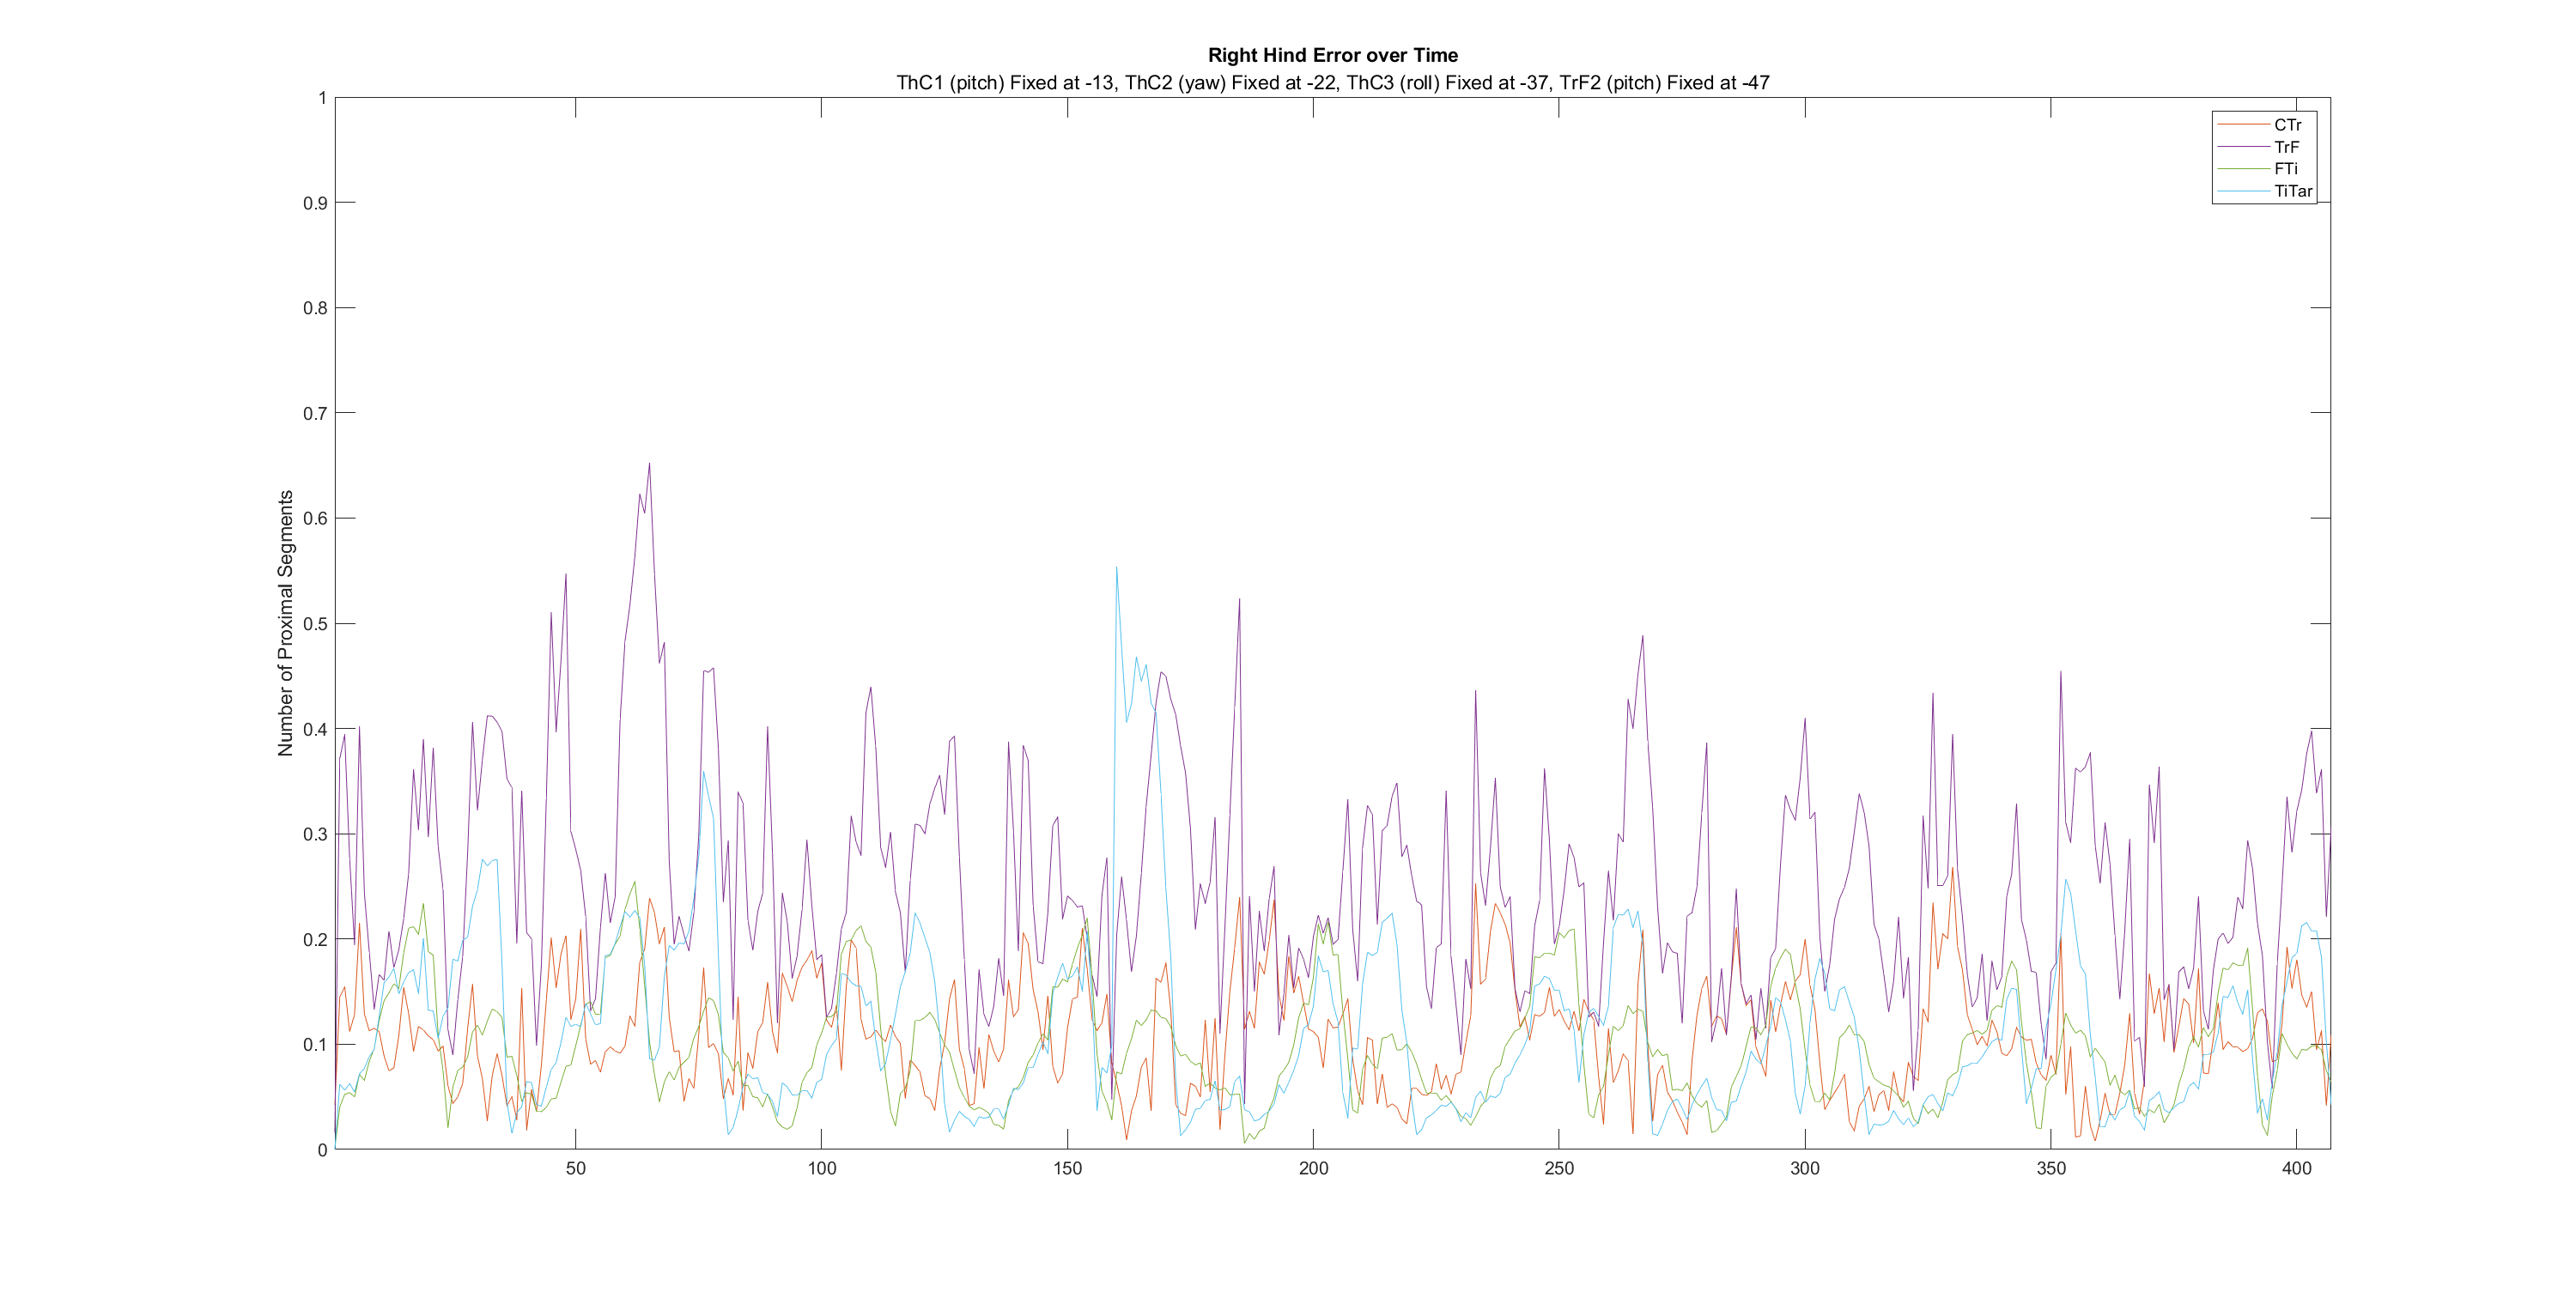 Right Hind Error over Time
ThC1 (pitch) Fixed at -13, ThC2 (yaw) Fixed at -22, ThC3 (roll) Fixed at -37, TrF2 (pitch) Fixed at -47
1
0.9
0.8
0.7
0.6
0.5
0.4
0.3
0.2
0.1
0
Number of Proximal Segments
CTr
TrF
FTi
TiTar
50 100 150 200 250 300 350 400